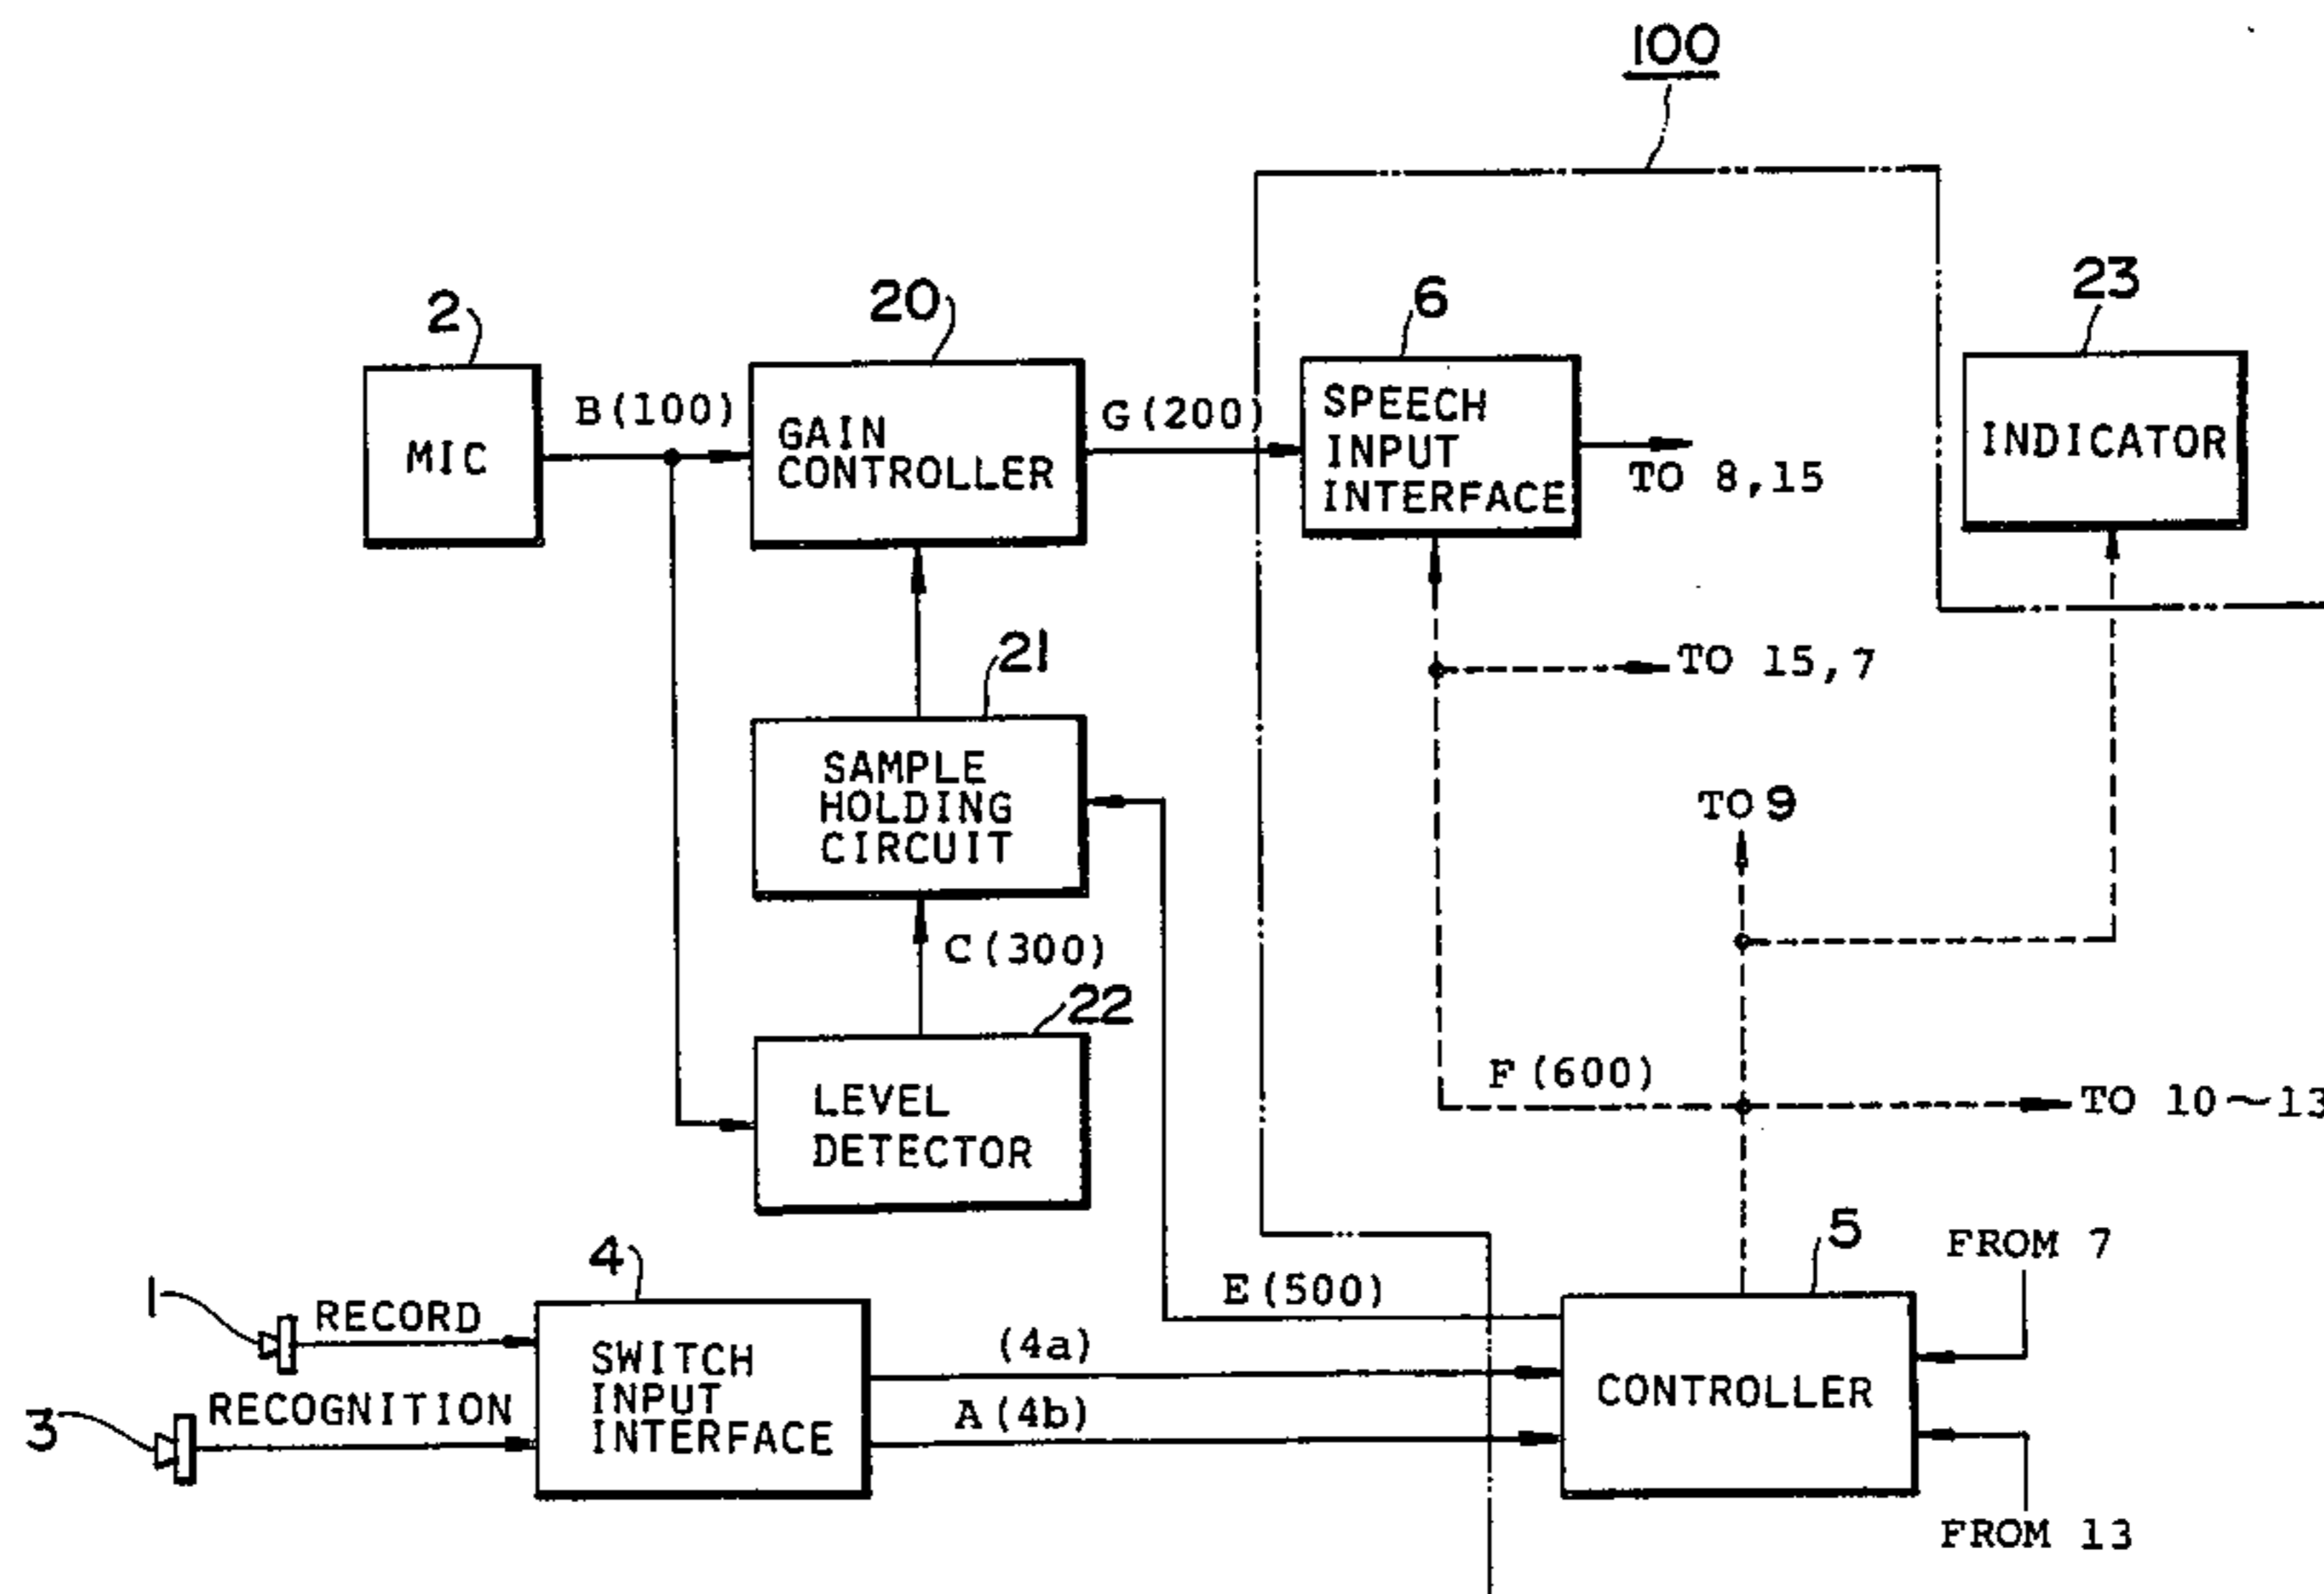 100
2
20
6
23
B(100)
G(200)
MIC
GAIN
CONTROLLER
SPEECH
INPUT
INTERFACE
INDICATOR
TO 8,15
21
TO 15,7
SAMPLE
HOLDING
CIRCUIT
TO 9
C(300)
22
F(600)
TO 10~13
LEVEL
DETECTOR
4
5
FROM 7
1
RECORD
E(500)
3
RECOGNITION
SWITCH
INPUT
INTERFACE
(4a)
A(4b)
CONTROLLER
FROM 13